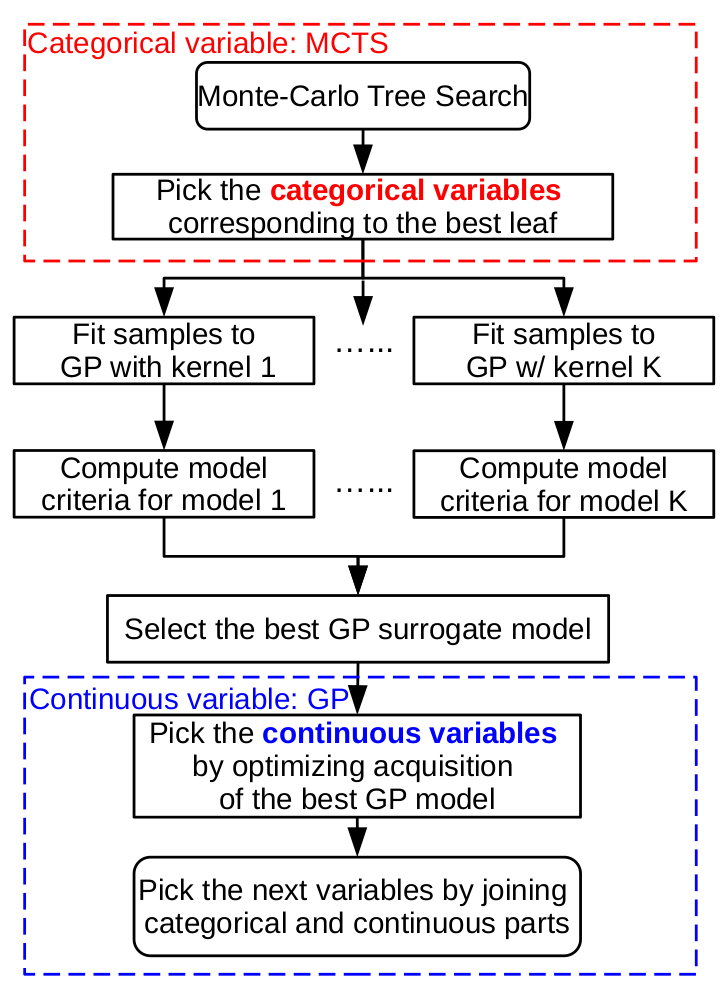 Categorical variable: MCTS
Monte-Carlo Tree Search
Pick the categorical variables
corresponding to the best leaf
Fit samples to
GP with kernel 1
…...
Fit samples to
GP w/ kernel K
Compute model
criteria for model 1
…...
Compute model
criteria for model K
Select the best GP surrogate model
Continuous variable: GP
Pick the continuous variables
by optimizing acquisition
of the best GP model
Pick the next variables by joining
categorical and continuous parts